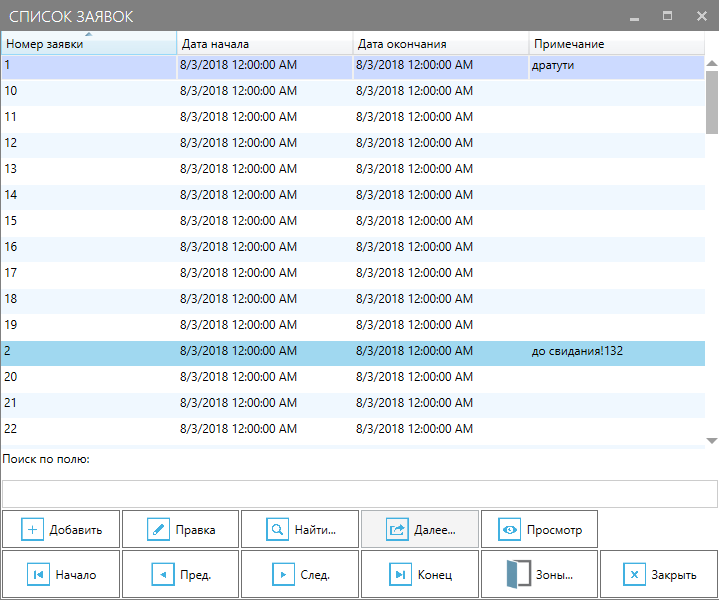 СПИСОК ЗАЯВОК
Номер заявки Дата начала Дата окончания Примечание
1 8/3/2018 12:00:00 AM 8/3/2018 12:00:00 AM дратути
10 8/3/2018 12:00:00 AM 8/3/2018 12:00:00 AM
11 8/3/2018 12:00:00 AM 8/3/2018 12:00:00 AM
12 8/3/2018 12:00:00 AM 8/3/2018 12:00:00 AM
13 8/3/2018 12:00:00 AM 8/3/2018 12:00:00 AM
14 8/3/2018 12:00:00 AM 8/3/2018 12:00:00 AM
15 8/3/2018 12:00:00 AM 8/3/2018 12:00:00 AM
16 8/3/2018 12:00:00 AM 8/3/2018 12:00:00 AM
17 8/3/2018 12:00:00 AM 8/3/2018 12:00:00 AM
18 8/3/2018 12:00:00 AM 8/3/2018 12:00:00 AM
19 8/3/2018 12:00:00 AM 8/3/2018 12:00:00 AM
2 8/3/2018 12:00:00 AM 8/3/2018 12:00:00 AM до свидания!132
20 8/3/2018 12:00:00 AM 8/3/2018 12:00:00 AM
21 8/3/2018 12:00:00 AM 8/3/2018 12:00:00 AM
22 8/3/2018 12:00:00 AM 8/3/2018 12:00:00 AM
Поиск по полю:
Добавить Правка Найти... Далее... Просмотр
Начало Пред. След. Конец Зоны... Закрыть